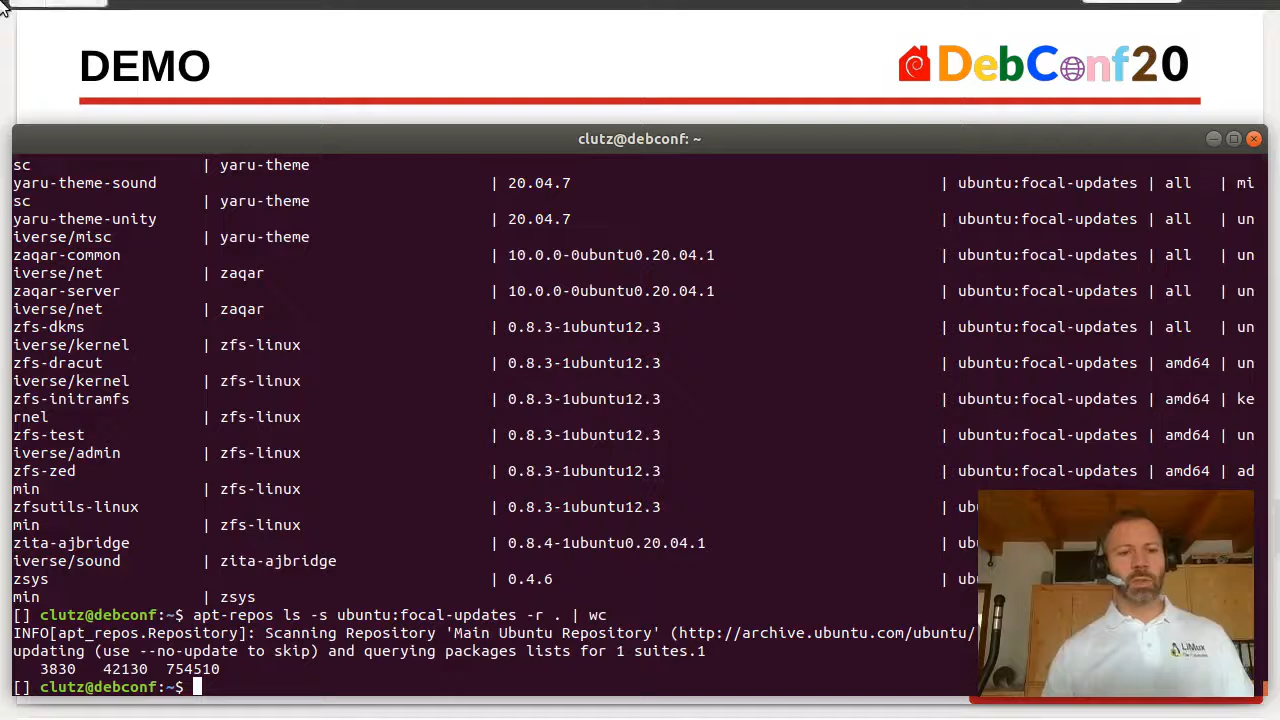 DEMO
DebConf20
clutz@debconf: ~
sc | yaru-theme
yaru-theme-sound | 20.04.7 | ubuntu:focal-updates | all | mi
sc | yaru-theme
yaru-theme-unity | 20.04.7 | ubuntu:focal-updates | all | un
iverse/misc | yaru-theme
zaqar-common | 10.0.0-0ubuntu0.20.04.1 | ubuntu:focal-updates | all | un
iverse/net | zaqar
zaqar-server | 10.0.0-0ubuntu0.20.04.1 | ubuntu:focal-updates | all | un
iverse/net | zaqar
zfs-dkms | 0.8.3-1ubuntu12.3 | ubuntu:focal-updates | all | un
iverse/kernel | zfs-linux
zfs-dracut | 0.8.3-1ubuntu12.3 | ubuntu:focal-updates | amd64 | un
iverse/kernel | zfs-linux
zfs-initramfs | 0.8.3-1ubuntu12.3 | ubuntu:focal-updates | amd64 | ke
rnel | zfs-linux
zfs-test | 0.8.3-1ubuntu12.3 | ubuntu:focal-updates | amd64 | un
iverse/admin | zfs-linux
zfs-zed | 0.8.3-1ubuntu12.3 | ubuntu:focal-updates | amd64 | ad
min | zfs-linux
zfsutils-linux | 0.8.3-1ubuntu12.3 | ub
min | zfs-linux
zita-ajbridge | 0.8.4-1ubuntu0.20.04.1 | ub
iverse/sound | zita-ajbridge
zsys | 0.4.6 | ub
min | zsys
[] clutz@debconf:~$ apt-repos ls -s ubuntu:focal-updates -r . | wc
INFO[apt_repos.Repository]: Scanning Repository 'Main Ubuntu Repository' (http://archive.ubuntu.com/ubuntu/
updating (use --no-update to skip) and querying packages lists for 1 suites.1
3830 42130 754510
[] clutz@debconf:~$
LiMux